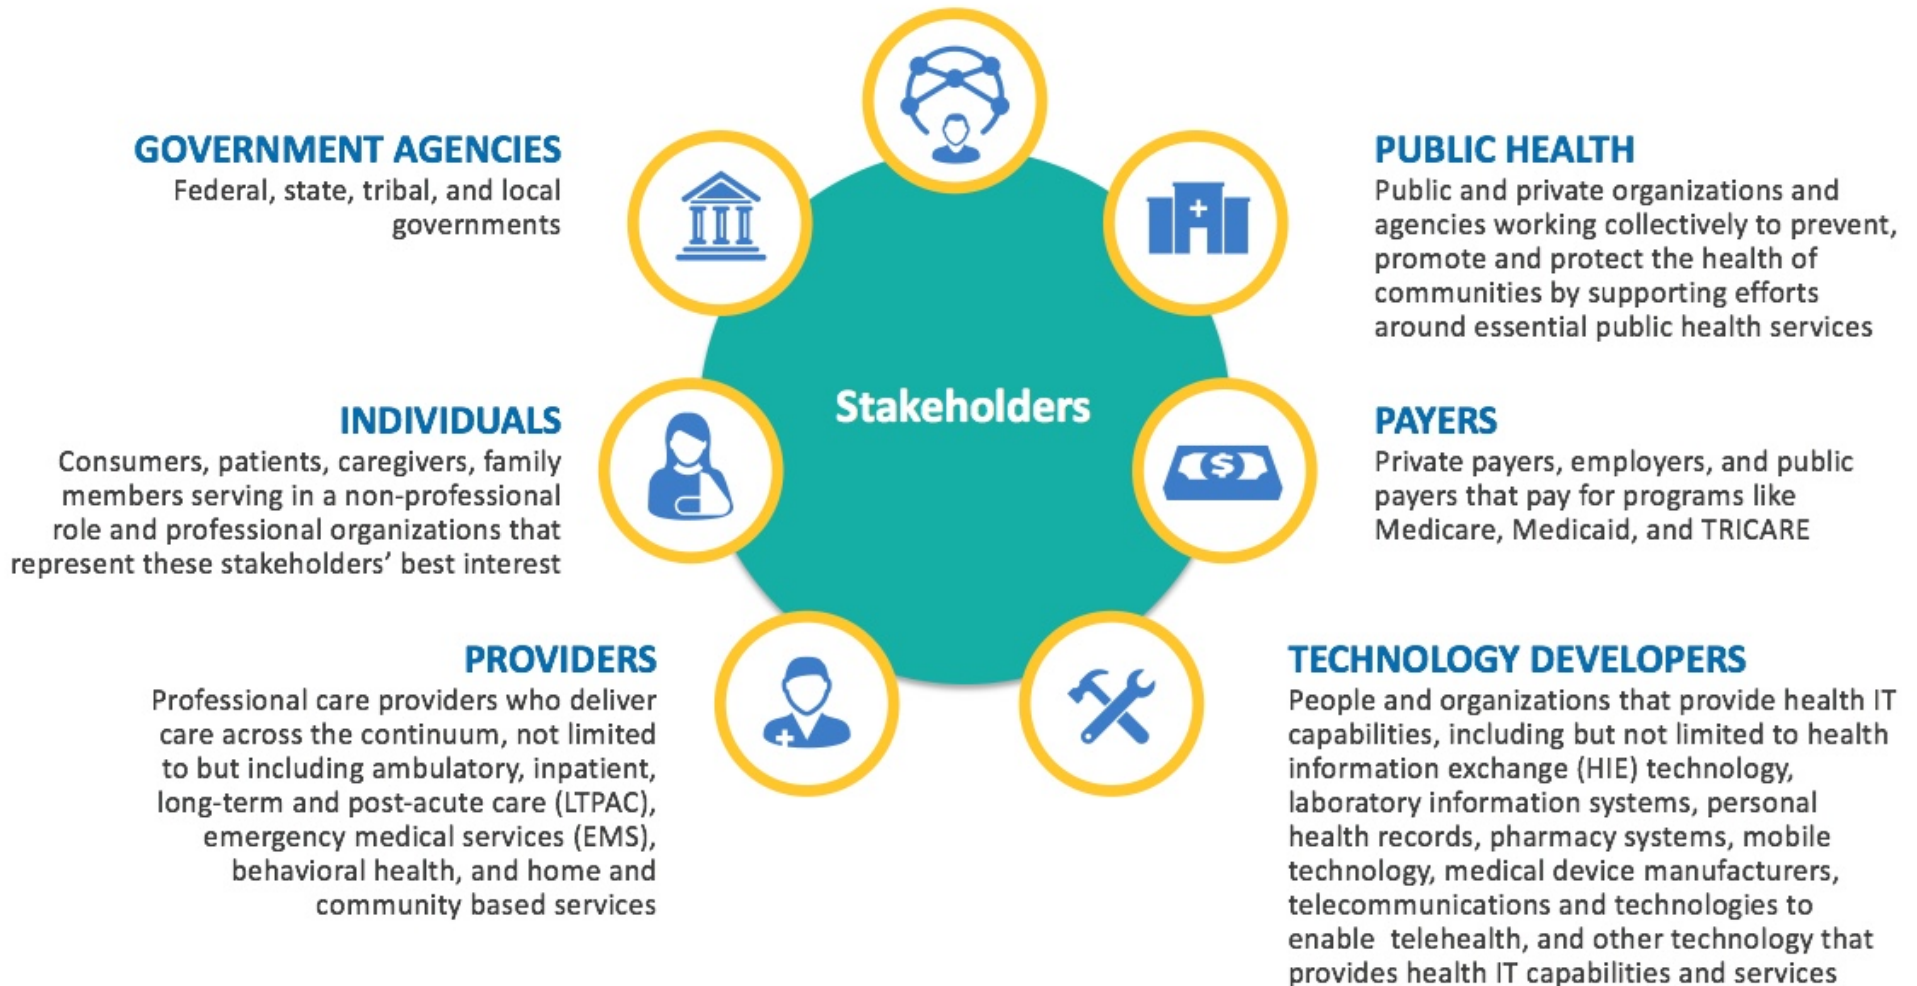 GOVERNMENT AGENCIES
Federal, state, tribal, and local
governments
INDIVIDUALS
Consumers, patients, caregivers, family
members serving in a non-professional
role and professional organizations that
represent these stakeholders’ best interest
PROVIDERS
Professional care providers who deliver
care across the continuum, not limited
to but including ambulatory, inpatient,
long-term and post-acute care (LTPAC),
emergency medical services (EMS),
behavioral health, and home and
community based services
Stakeholders
$
PUBLIC HEALTH
Public and private organizations and
agencies working collectively to prevent,
promote and protect the health of
communities by supporting efforts
around essential public health services
PAYERS
Private payers, employers, and public
payers that pay for programs like
Medicare, Medicaid, and TRICARE
TECHNOLOGY DEVELOPERS
People and organizations that provide health IT
capabilities, including but not limited to health
information exchange (HIE) technology,
laboratory information systems, personal
health records, pharmacy systems, mobile
technology, medical device manufacturers,
telecommunications and technologies to
enable  telehealth, and other technology that
provides health IT capabilities and services